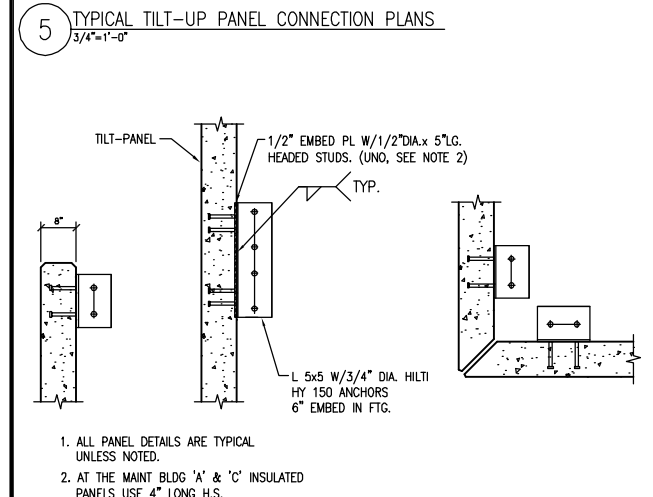 5
TYPICAL TILT-UP PANEL CONNECTION PLANS
3/4"=1'-0"
TILT-PANEL
1/2" EMBED PL W/1/2"DIA.x 5"LG.
HEADED STUDS. (UNO, SEE NOTE 2)
TYP.
8"
L 5x5 W/3/4" DIA. HILTI
HY 150 ANCHORS
6" EMBED IN FTG.
1. ALL PANEL DETAILS ARE TYPICAL
UNLESS NOTED.
2. AT THE MAINT BLDG 'A' & 'C' INSULATED
PANELS USE 4" LONG H.S.